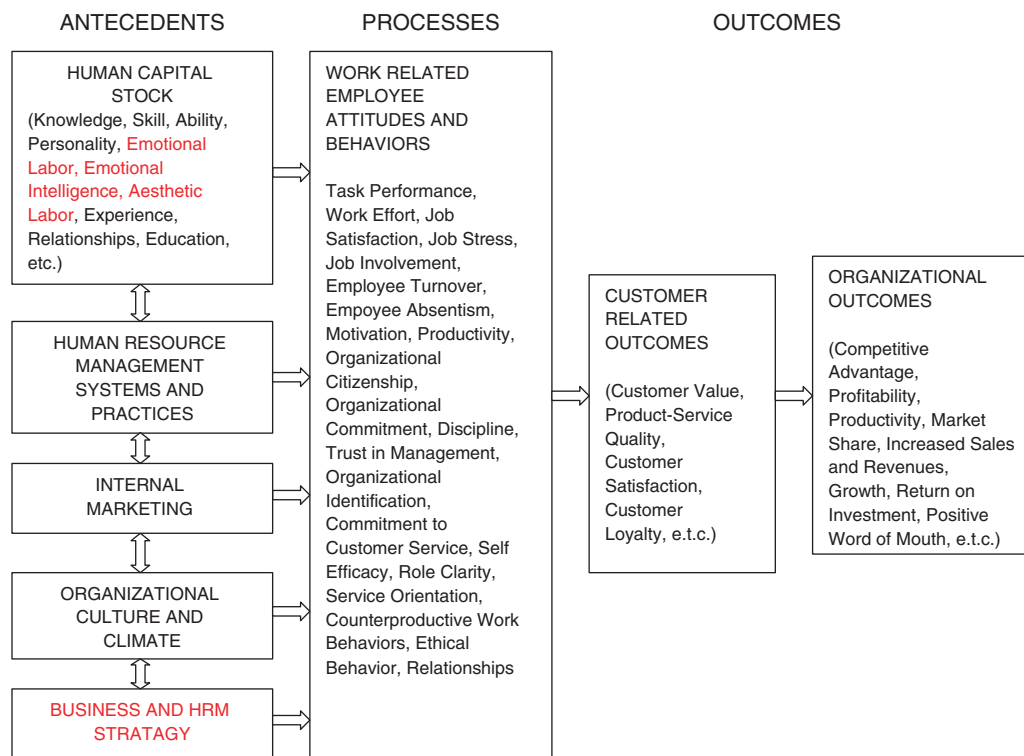 ANTECEDENTS
PROCESSES
OUTCOMES
HUMAN CAPITAL
STOCK
(Knowledge, Skill, Ability,
Personality, Emotional
Labor, Emotional
Intelligence, Aesthetic
Labor, Experience,
Relationships, Education,
etc.)
HUMAN RESOURCE
MANAGEMENT
SYSTEMS AND
PRACTICES
INTERNAL
MARKETING
ORGANIZATIONAL
CULTURE AND
CLIMATE
BUSINESS AND HRM
STRATAGY
WORK RELATED
EMPLOYEE
ATTITUDES AND
BEHAVIORS
Task Performance,
Work Effort, Job
Satisfaction, Job Stress,
Job Involvement,
Employee Turnover,
Empoyee Absentism,
Motivation, Productivity,
Organizational
Citizenship,
Organizational
Commitment, Discipline,
Trust in Management,
Organizational
Identification,
Commitment to
Customer Service, Self
Efficacy, Role Clarity,
Service Orientation,
Counterproductive Work
Behaviors, Ethical
Behavior, Relationships
CUSTOMER
RELATED
OUTCOMES
(Customer Value,
Product-Service
Quality,
Customer
Satisfaction,
Customer
Loyalty, e.t.c.)
ORGANIZATIONAL
OUTCOMES
(Competitive
Advantage,
Profitability,
Productivity, Market
Share, Increased Sales
and Revenues,
Growth, Return on
Investment, Positive
Word of Mouth, e.t.c.)